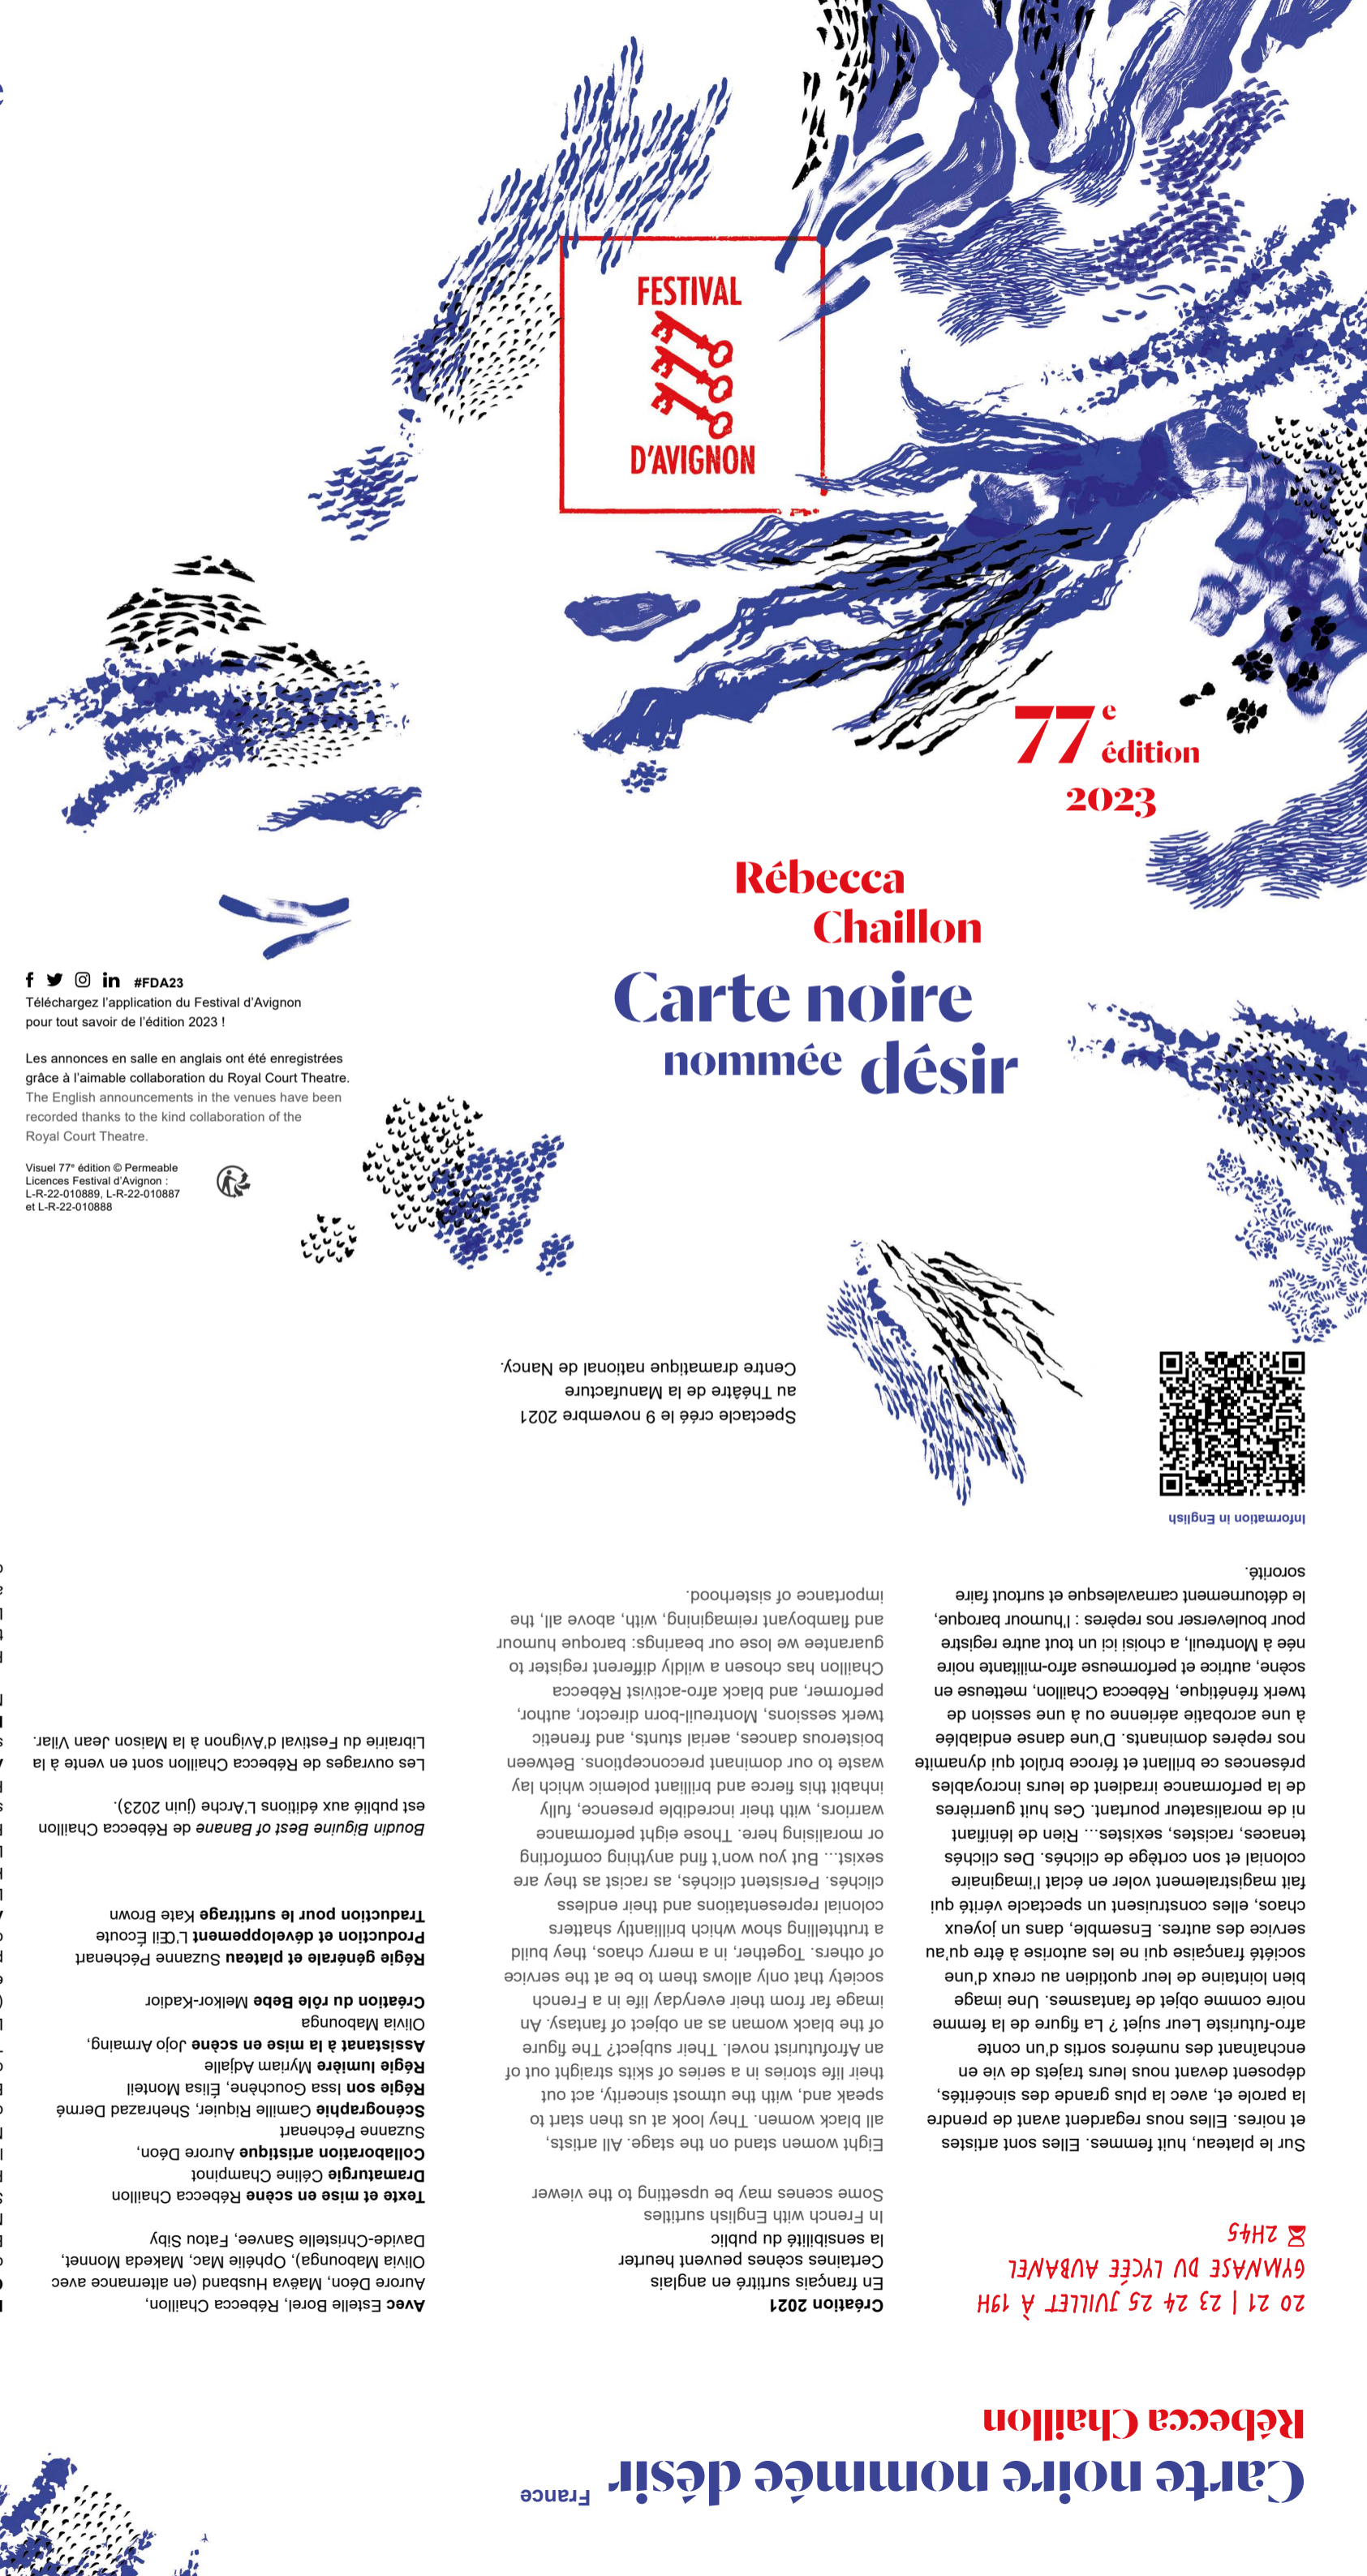 FESTIVAL
D'AVIGNON
77e
édition
2023
Rébecca
Chaillon
Carte noire
nommée désir
#FDA23
Téléchargez l'application du Festival d'Avignon
pour tout savoir de l'édition 2023 !
Les annonces en salle en anglais ont été enregistrées
grâce à l'aimable collaboration du Royal Court Theatre.
The English announcements in the venues have been
recorded thanks to the kind collaboration of the
Royal Court Theatre.
Visuel 77e édition © Permeable
Licences Festival d'Avignon :
L-R-22-010889, L-R-22-010887
et L-R-22-010888
Carte noire nommée désir France
Rébecca Chaillon
20 21 | 23 24 25 JUILLET À 19H
GYMNASE DU LYCÉE AUBANEL
2H45
Sur le plateau, huit femmes. Elles sont artistes
et noires. Elles nous regardent avant de prendre
la parole et, avec la plus grande des sincérités,
déposent devant nous leurs trajets de vie en
enchaînant des numéros sortis d'un conte
afro-futuriste Leur sujet ? La figure de la femme
noire comme objet de fantasmes. Une image
bien lointaine de leur quotidien au creux d'une
société française qui ne les autorise à être qu'au
service des autres. Ensemble, dans un joyeux
chaos, elles construisent un spectacle vérité qui
fait magistralement voler en éclat l'imaginaire
colonial et son cortège de clichés. Des clichés
tenaces, racistes, sexistes... Rien de lénifiant
ni de moralisateur pourtant. Ces huit guerrières
de la performance irradient de leurs incroyables
présences ce brillant et féroce brûlot qui dynamite
nos repères dominants. D'une danse endiablée
à une acrobatie aérienne ou à une session de
twerk frénétique, Rébecca Chaillon, metteuse en
scène, autrice et performeuse afro-militante noire
née à Montreuil, a choisi ici un tout autre registre
pour bouleverser nos repères : l'humour baroque,
le détournement carnavalesque et surtout faire
sororité.
Information in English
Création 2021
En français surtitré en anglais
Certaines scènes peuvent heurter
la sensibilité du public
In French with English surtitles
Some scenes may be upsetting to the viewer
Eight women stand on the stage. All artists,
all black women. They look at us then start to
speak and, with the utmost sincerity, act out
their life stories in a series of skits straight out of
an Afrofuturist novel. Their subject? The figure
of the black woman as an object of fantasy. An
image far from their everyday life in a French
society that only allows them to be at the service
of others. Together, in a merry chaos, they build
a truthtelling show which brilliantly shatters
colonial representations and their endless
clichés. Persistent clichés, as racist as they are
sexist... But you won't find anything comforting
or moralising here. Those eight performance
warriors, with their incredible presence, fully
inhabit this fierce and brilliant polemic which lay
waste to our dominant preconceptions. Between
boisterous dances, aerial stunts, and frenetic
twerk sessions, Montreuil-born director, author,
performer, and black afro-activist Rébecca
Chaillon has chosen a wildly different register to
guarantee we lose our bearings: baroque humour
and flamboyant reimagining, with, above all, the
importance of sisterhood.
Spectacle créé le 9 novembre 2021
au Théâtre de la Manufacture
Centre dramatique national de Nancy.
Avec Estelle Borel, Rébecca Chaillon,
Aurore Déon, Maëva Husband (en alternance avec
Olivia Mabounga), Ophélie Mac, Makeda Monnet,
Davide-Christelle Sanvee, Fatou Siby
Texte et mise en scène Rébecca Chaillon
Dramaturgie Céline Champinot
Collaboration artistique Aurore Déon,
Suzanne Péchenart
Scénographie Camille Riquier, Shehrazad Dermé
Régie son Issa Gouchène, Élisa Monteil
Régie lumière Myriam Adjalle
Assistanat à la mise en scène Jojo Armaing,
Olivia Mabounga
Création du rôle Bebe Melkor-Kadior
Régie générale et plateau Suzanne Péchenart
Production et développement L'Œil Écoute
Traduction pour le surtitrage Kate Brown
Boudin Biguine Best of Banane de Rébecca Chaillon
est publié aux éditions L'Arche (juin 2023).
Les ouvrages de Rébecca Chaillon sont en vente à la
Librairie du Festival d'Avignon à la Maison Jean Vilar.